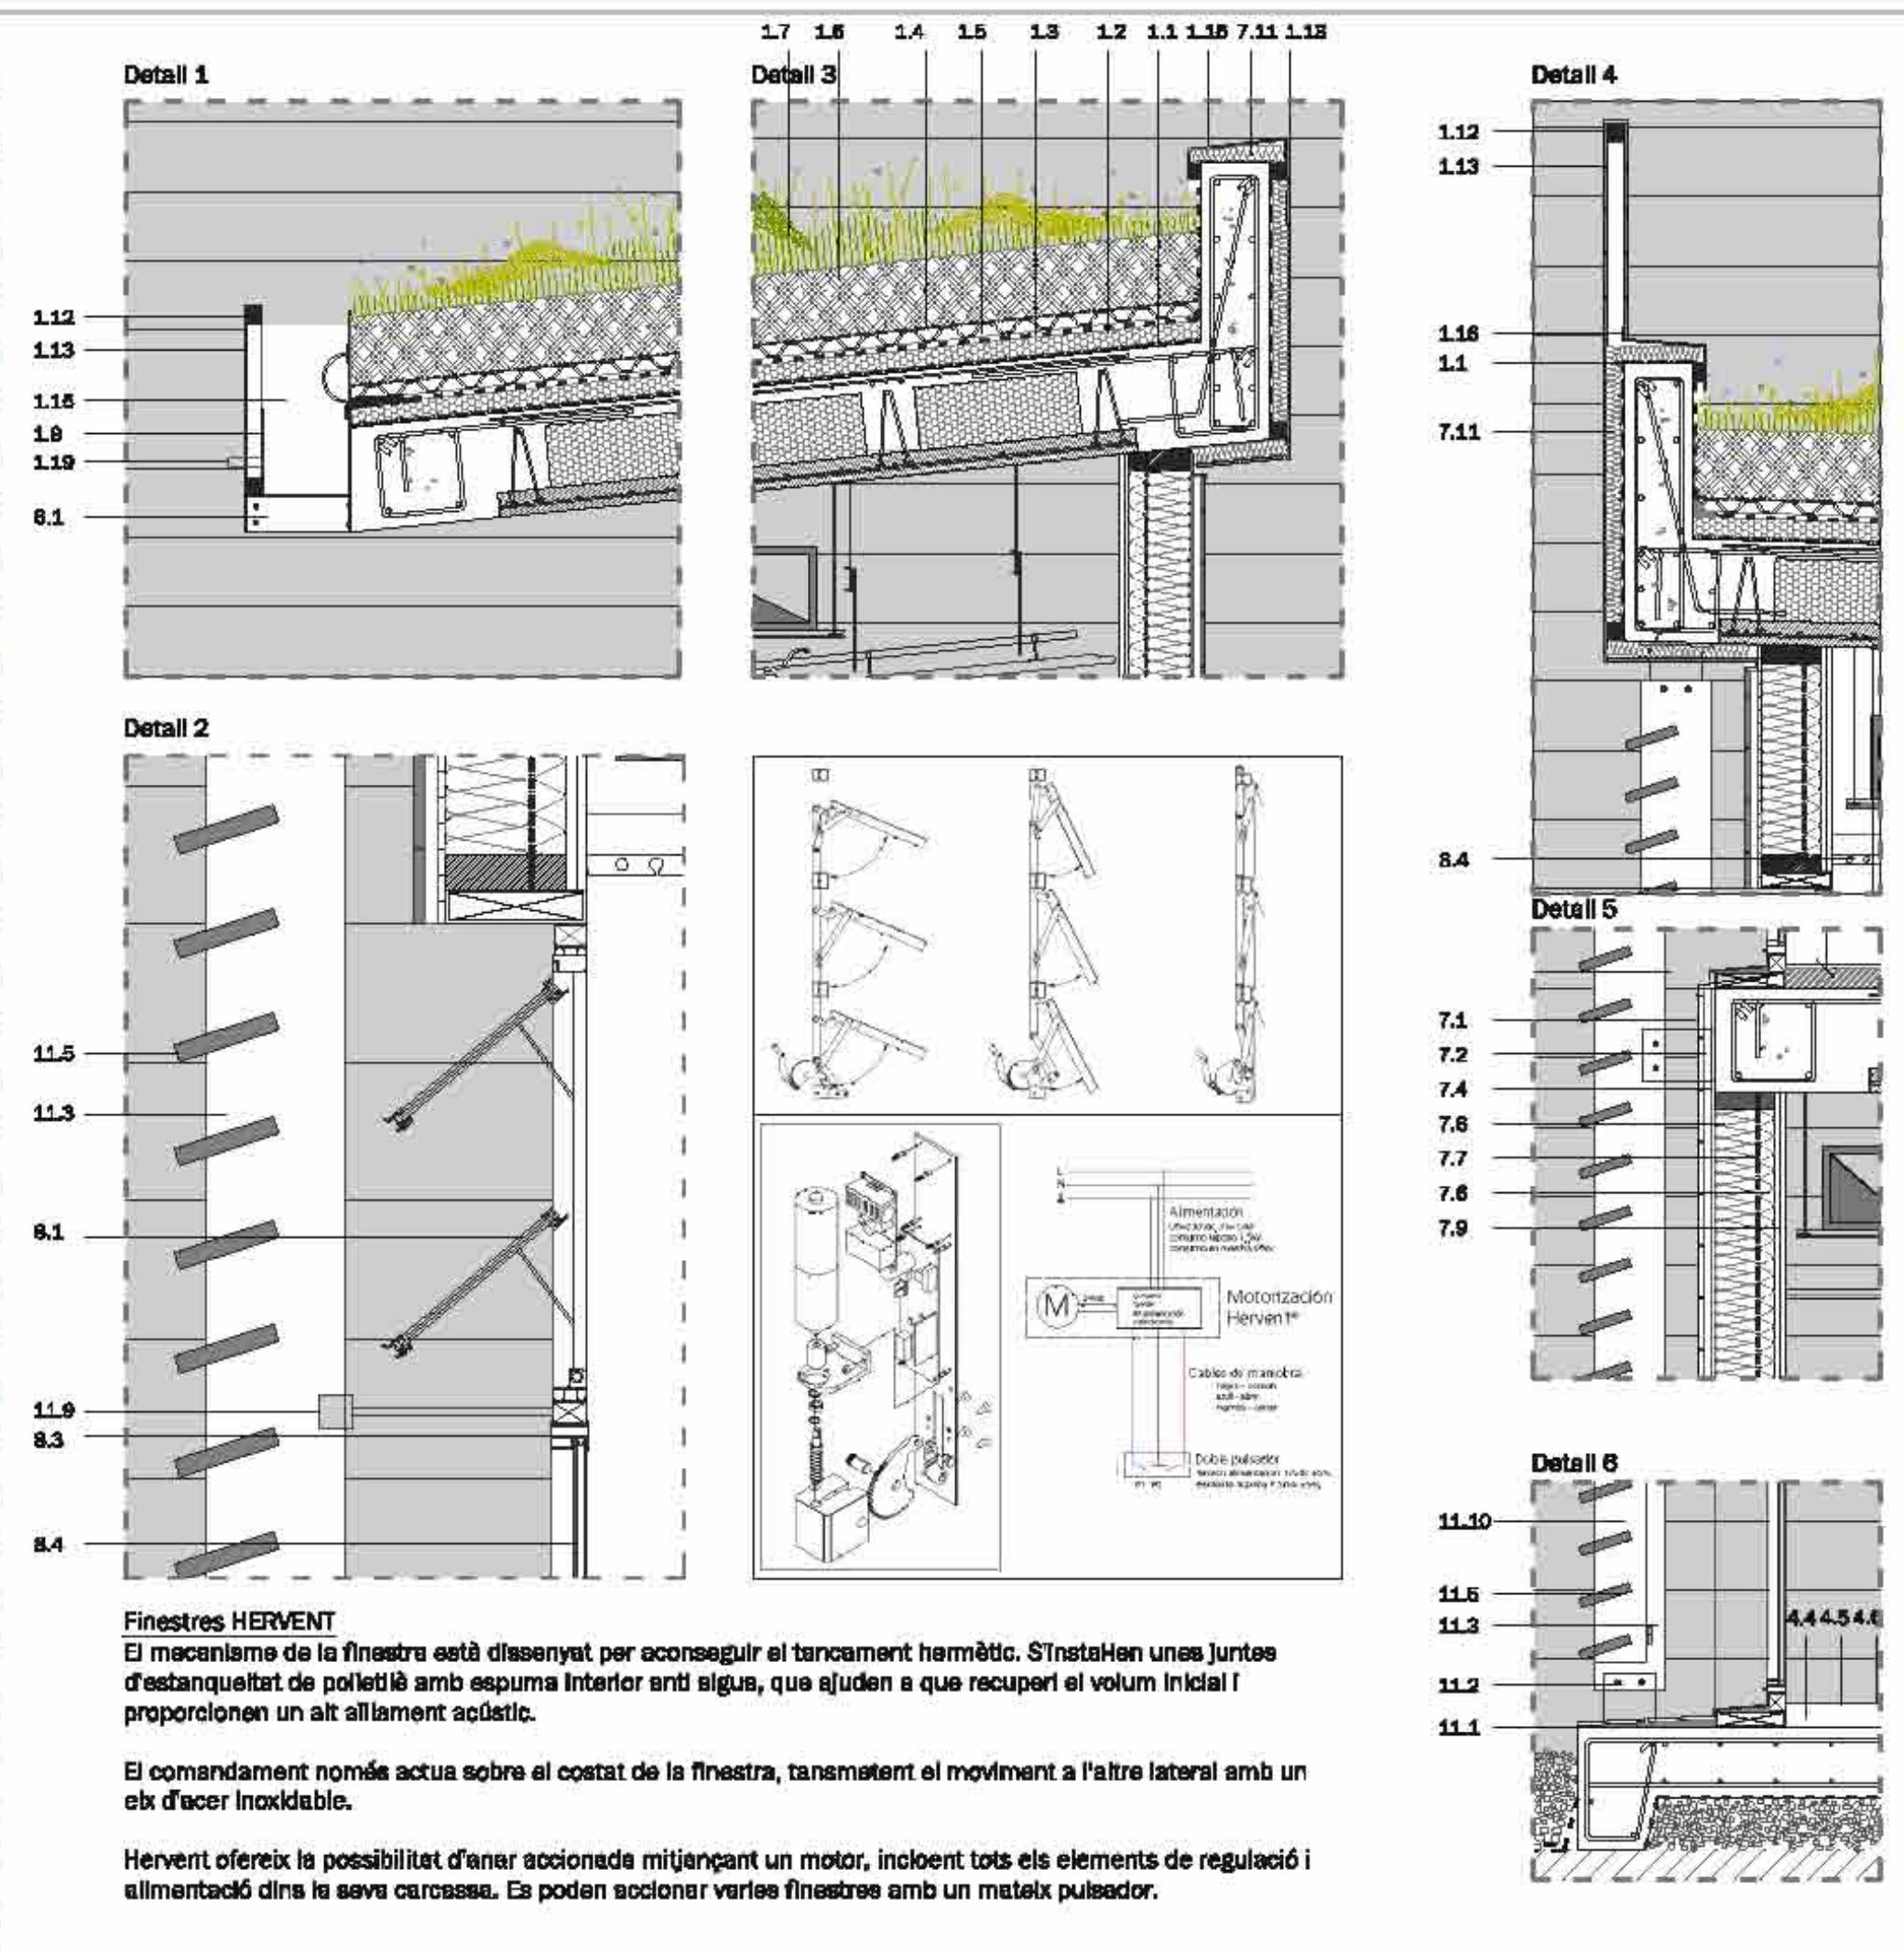 1.7 1.6 1.4 1.5 1.3 1.2 1.1 1.16 7.11 1.13
Detall 1
Detall 3
Detall 4
1.12
1.13
1.12
1.13
1.16
1.9
1.19
6.1
1.16
1.1
7.11
8.4
Detall 2
11.5
11.3
8.1
11.9
8.3
8.4
L
N
Alimentación
M
Motorización
Hervent®
Cables de maniobra
Doble pulsador
Detall 5
7.1
7.2
7.4
7.6
7.7
7.6
7.9
Detall 6
11.10
11.5
11.3
4.4 4.5 4.6
11.2
11.1
Finestres HERVENT
El mecanisme de la finestra està dissenyat per aconseguir el tancament hermètic. S'instal·len unes juntes
d'estanqueitat de polietilè amb espuma interior anti aigua, que ajuden a que recuperi el volum inicial i
proporcionen un alt aïllament acústic.
El comandament només actua sobre el costat de la finestra, tansmetent el moviment a l'altre lateral amb un
eix d'acer inoxidable.
Hervent ofereix la possibilitat d'anar accionada mitjançant un motor, incloent tots els elements de regulació i
alimentació dins la seva carcassa. Es poden accionar varies finestres amb un mateix pulsador.